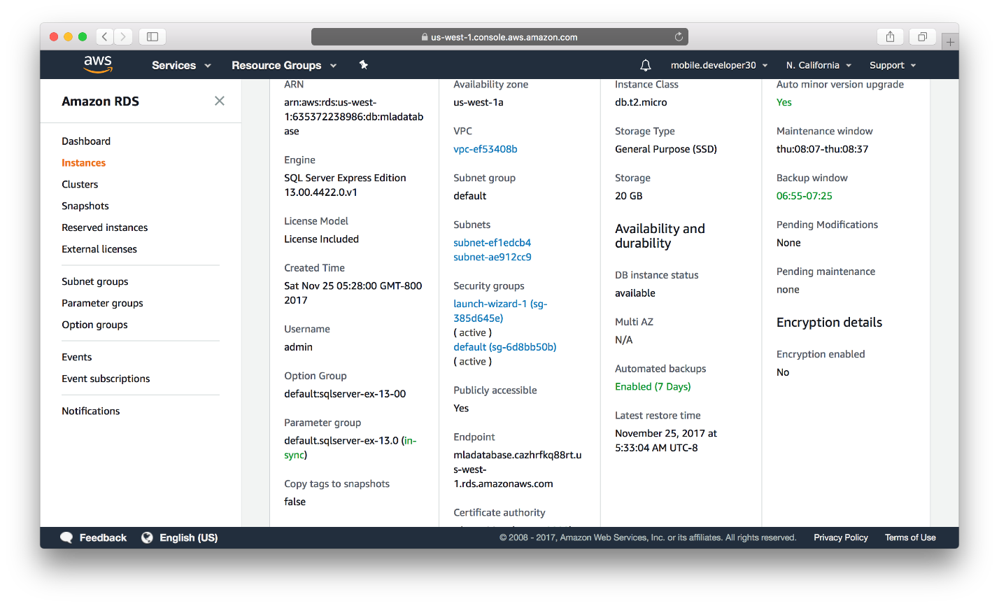 us-west-1.console.aws.amazon.com
aws
Services
Resource Groups
mobile.developer30
N. California
Support
Amazon RDS
Dashboard
Instances
Clusters
Snapshots
Reserved instances
External licenses
Subnet groups
Parameter groups
Option groups
Events
Event subscriptions
Notifications
ARN
arn:aws:rds:us-west-
1:635372238986:db:mladatab
ase
Engine
SQL Server Express Edition
13.00.4422.0.v1
License Model
License Included
Created Time
Sat Nov 25 05:28:00 GMT-800
2017
Username
admin
Option Group
default:sqlserver-ex-13-00
Parameter group
default.sqlserver-ex-13.0 (in-
sync)
Copy tags to snapshots
false
Availability zone
us-west-1a
VPC
vpc-ef53408b
Subnet group
default
Subnets
subnet-ef1edcb4
subnet-ae912cc9
Security groups
launch-wizard-1 (sg-
385d645e)
( active )
default (sg-6d8bb50b)
( active )
Publicly accessible
Yes
Endpoint
mladatabase.cazhrfkq88rt.u
s-west-
1.rds.amazonaws.com
Certificate authority
Instance Class
db.t2.micro
Storage Type
General Purpose (SSD)
Storage
20 GB
Availability and
durability
DB instance status
available
Multi AZ
N/A
Automated backups
Enabled (7 Days)
Latest restore time
November 25, 2017 at
5:33:04 AM UTC-8
Auto minor version upgrade
Yes
Maintenance window
thu:08:07-thu:08:37
Backup window
06:55-07:25
Pending Modifications
None
Pending maintenance
none
Encryption details
Encryption enabled
No
Feedback
English (US)
© 2008 - 2017, Amazon Web Services, Inc. or its affiliates. All rights reserved.
Privacy Policy
Terms of Use